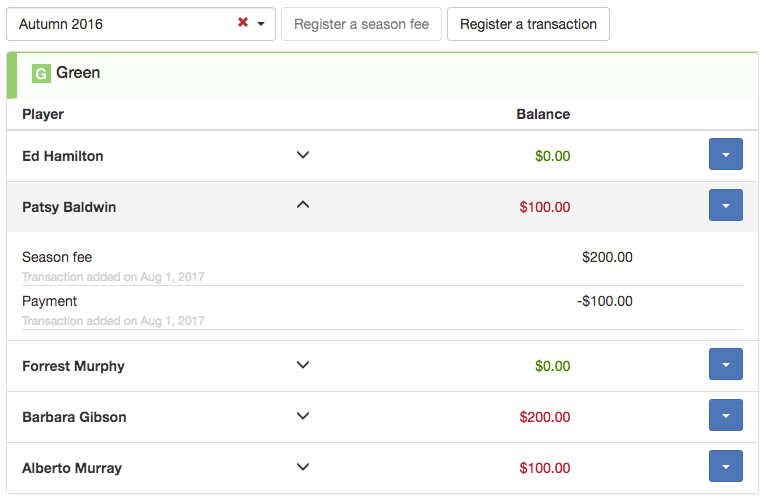 Autumn 2016
Register a season fee
Register a transaction
G Green
Player Balance
Ed Hamilton $0.00
Patsy Baldwin $100.00
Season fee $200.00
Transaction added on Aug 1, 2017
Payment -$100.00
Transaction added on Aug 1, 2017
Forrest Murphy $0.00
Barbara Gibson $200.00
Alberto Murray $100.00